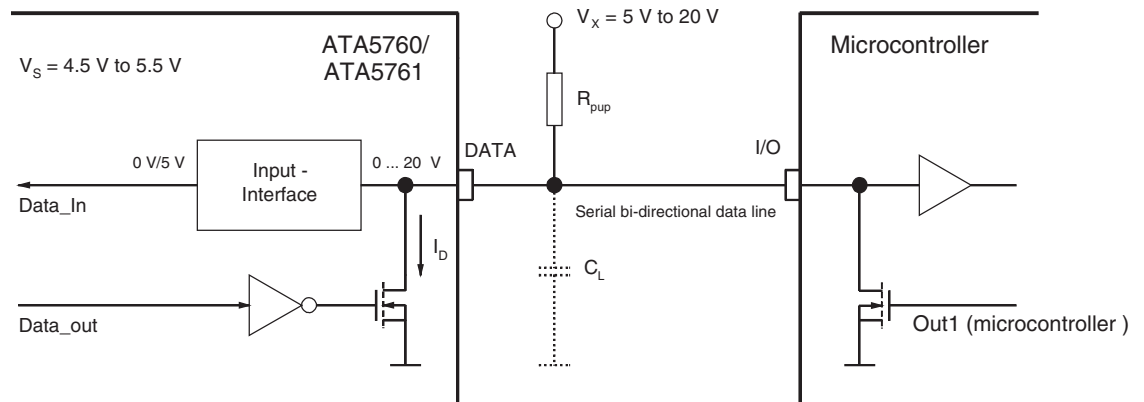 V_X = 5 V to 20 V
ATA5760/
ATA5761
Microcontroller
V_S = 4.5 V to 5.5 V
R_pup
DATA
I/O
0 V/5 V
0 ... 20 V
Input -
Interface
Data_In
Serial bi-directional data line
I_D
C_L
Data_out
Out1 (microcontroller )